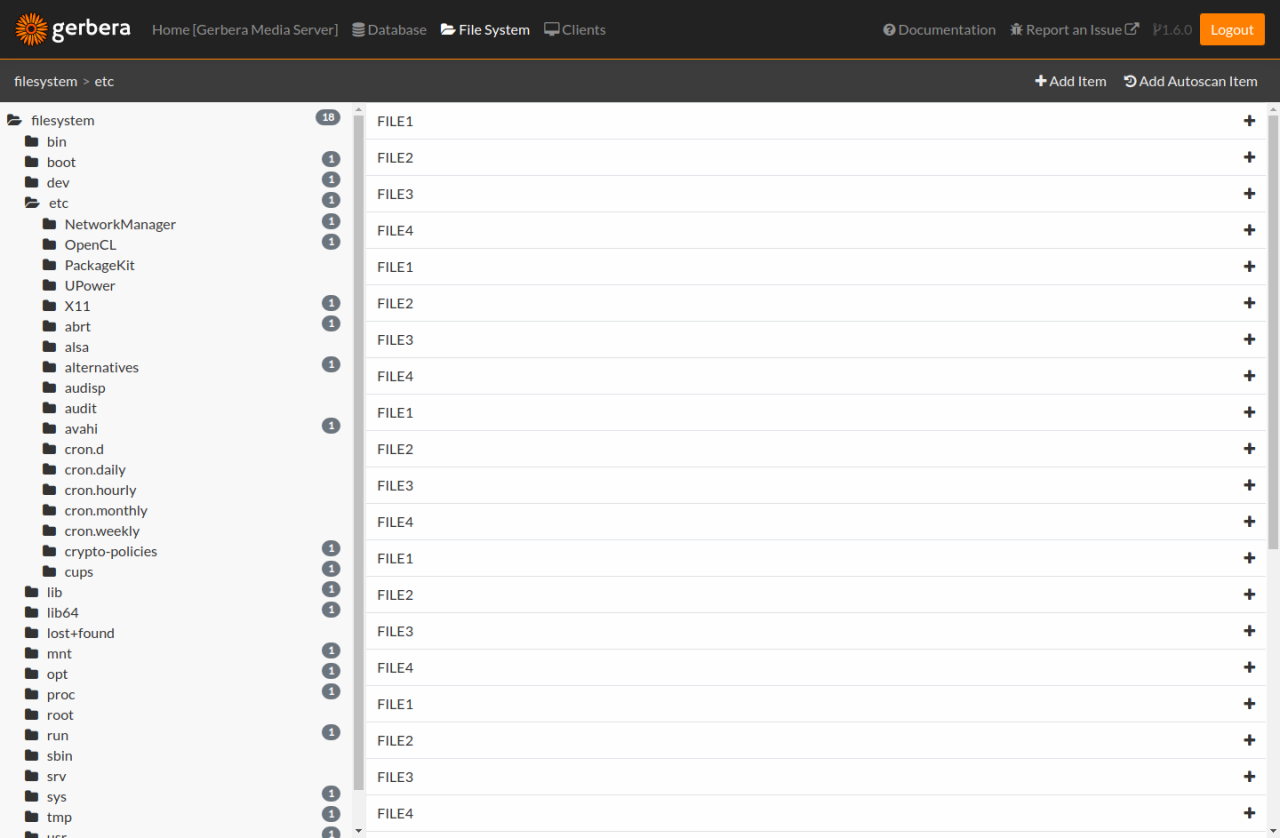 gerbera Home [Gerbera Media Server] Database File System Clients Documentation Report an Issue 1.6.0 Logout
filesystem > etc Add Item Add Autoscan Item
filesystem 18
bin
boot 1
dev 1
etc 1
NetworkManager 1
OpenCL 1
PackageKit
UPower
X11 1
abrt 1
alsa
alternatives 1
audisp
audit
avahi 1
cron.d
cron.daily
cron.hourly
cron.monthly
cron.weekly
crypto-policies 1
cups 1
lib 1
lib64 1
lost+found
mnt 1
opt 1
proc 1
root
run 1
sbin
srv
sys 1
tmp 1
usr 1
FILE1
FILE2
FILE3
FILE4
FILE1
FILE2
FILE3
FILE4
FILE1
FILE2
FILE3
FILE4
FILE1
FILE2
FILE3
FILE4
FILE1
FILE2
FILE3
FILE4